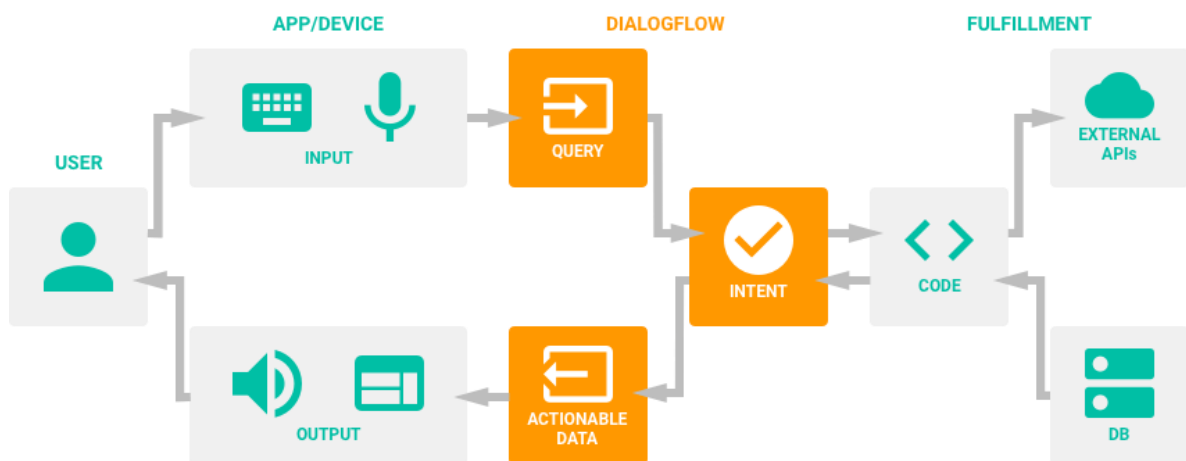 APP/DEVICE
DIALOGFLOW
FULFILLMENT
USER
INPUT
QUERY
EXTERNAL
APIs
INTENT
CODE
OUTPUT
ACTIONABLE
DATA
DB